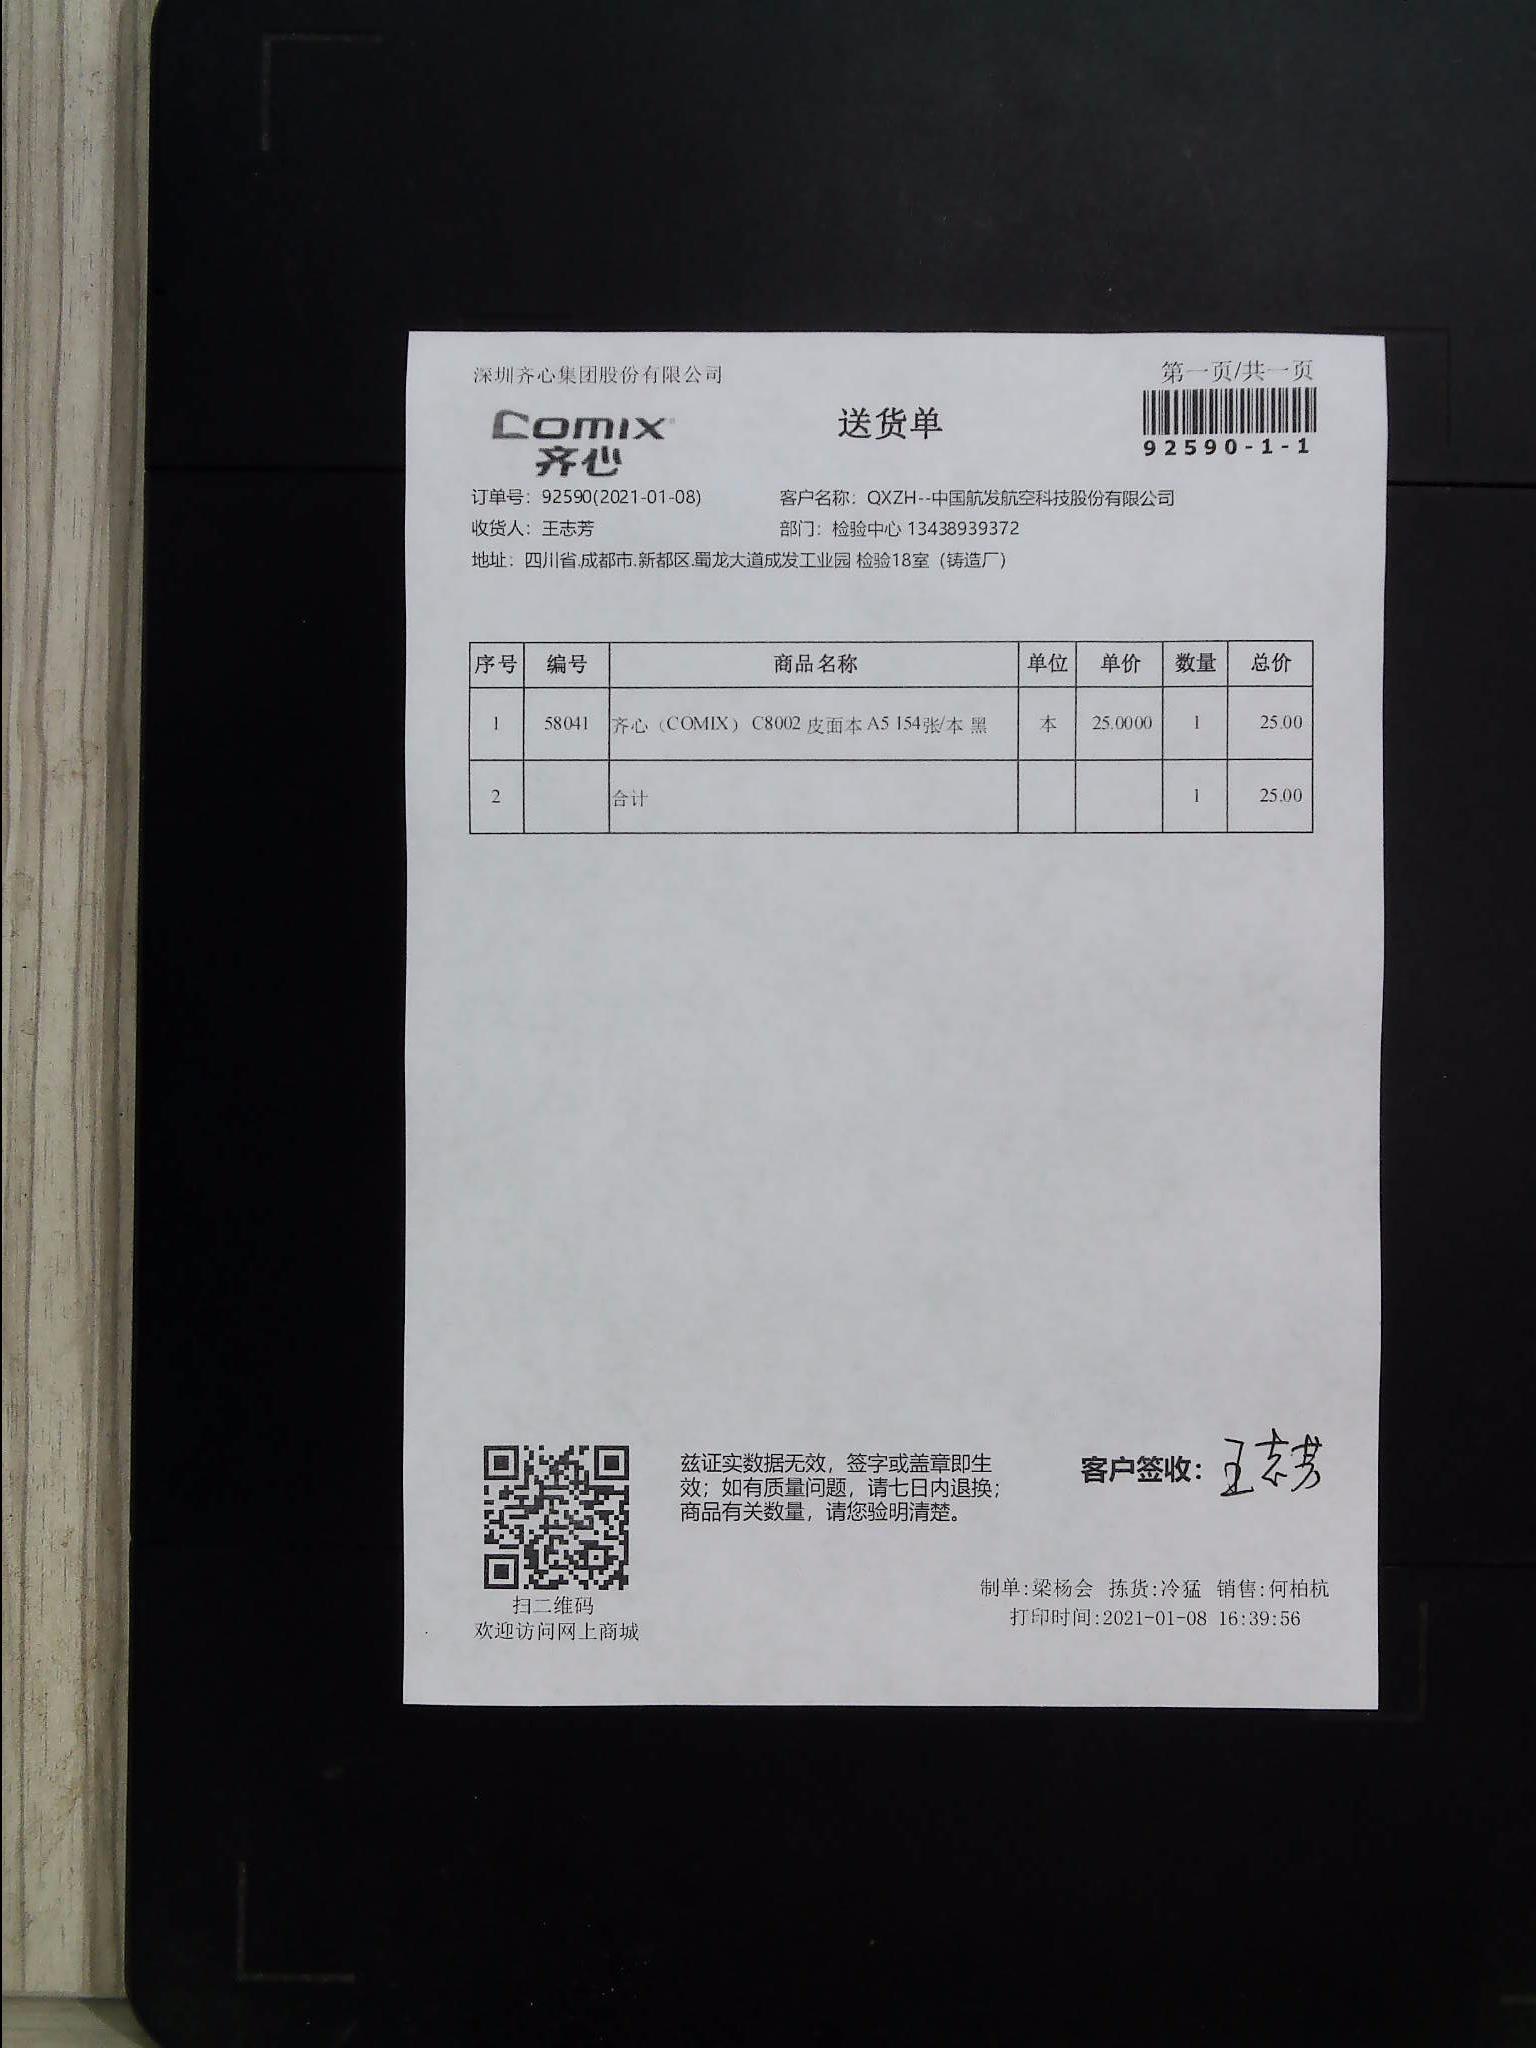 深圳齐心集团股份有限公司
第一页/共一页
COMIX
齐心
送货单
92590-1-1
订单号：92590(2021-01-08) 客户名称：QXZH--中国航发航空科技股份有限公司
收货人：王志芳 部门：检验中心 13438939372
地址：四川省.成都市.新都区.蜀龙大道成发工业园 检验18室（铸造厂）
序号 编号 商品名称 单位 单价 数量 总价
1 58041 齐心（COMIX） C8002 皮面本 A5 154张/本 黑 本 25.0000 1 25.00
2 合计 1 25.00
兹证实数据无效，签字或盖章即生
效；如有质量问题，请七日内退换；
商品有关数量，请您验明清楚。
客户签收：王志芳
扫二维码
欢迎访问网上商城
制单:梁杨会 拣货:冷猛 销售:何柏杭
打印时间:2021-01-08 16:39:56